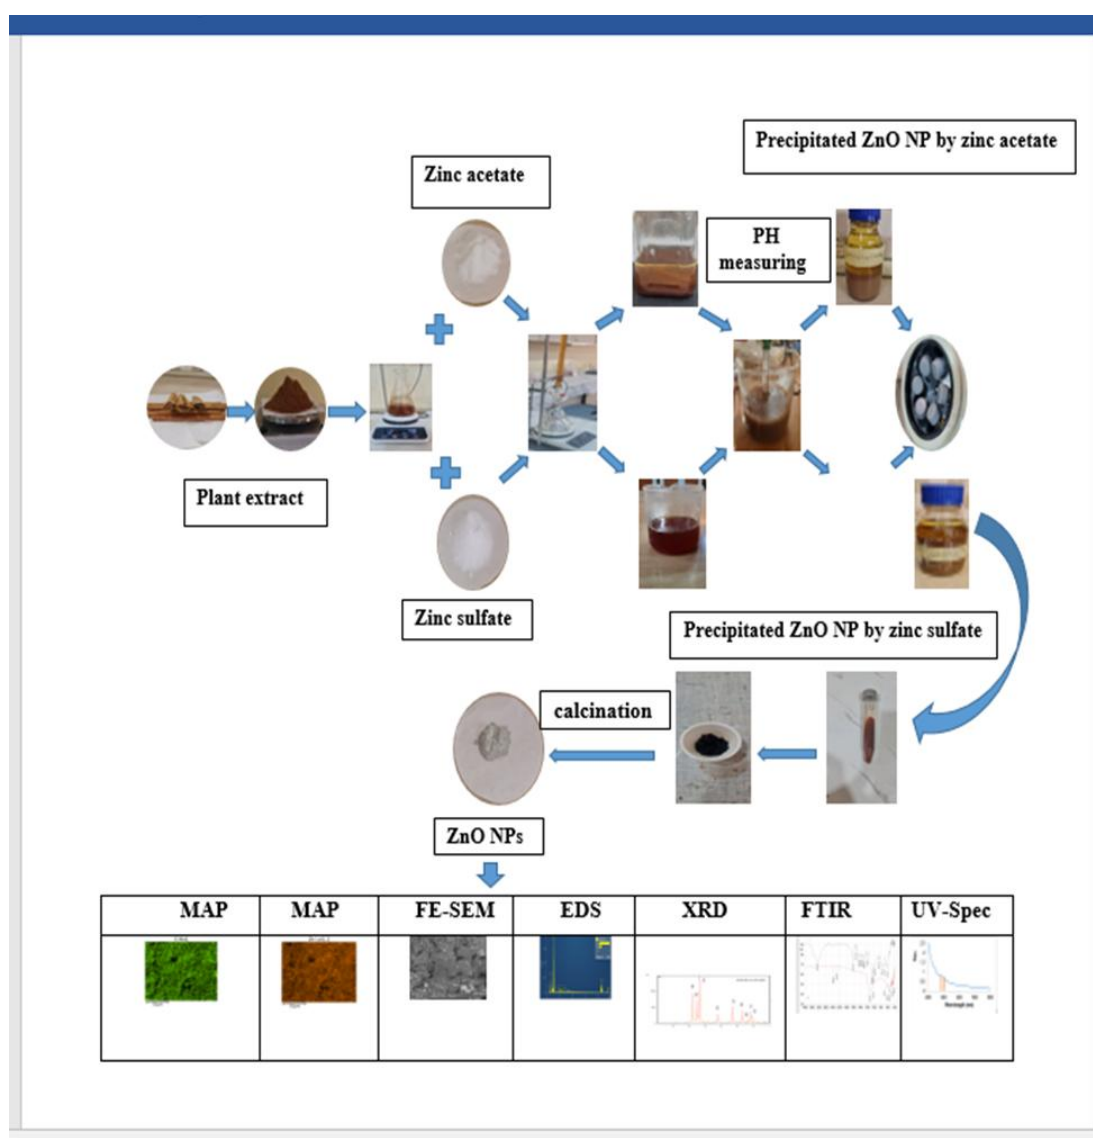 Precipitated ZnO NP by zinc acetate
Zinc acetate
PH
measuring
Plant extract
Zinc sulfate
Precipitated ZnO NP by zinc sulfate
calcination
ZnO NPs
MAP MAP FE-SEM EDS XRD FTIR UV-Spec